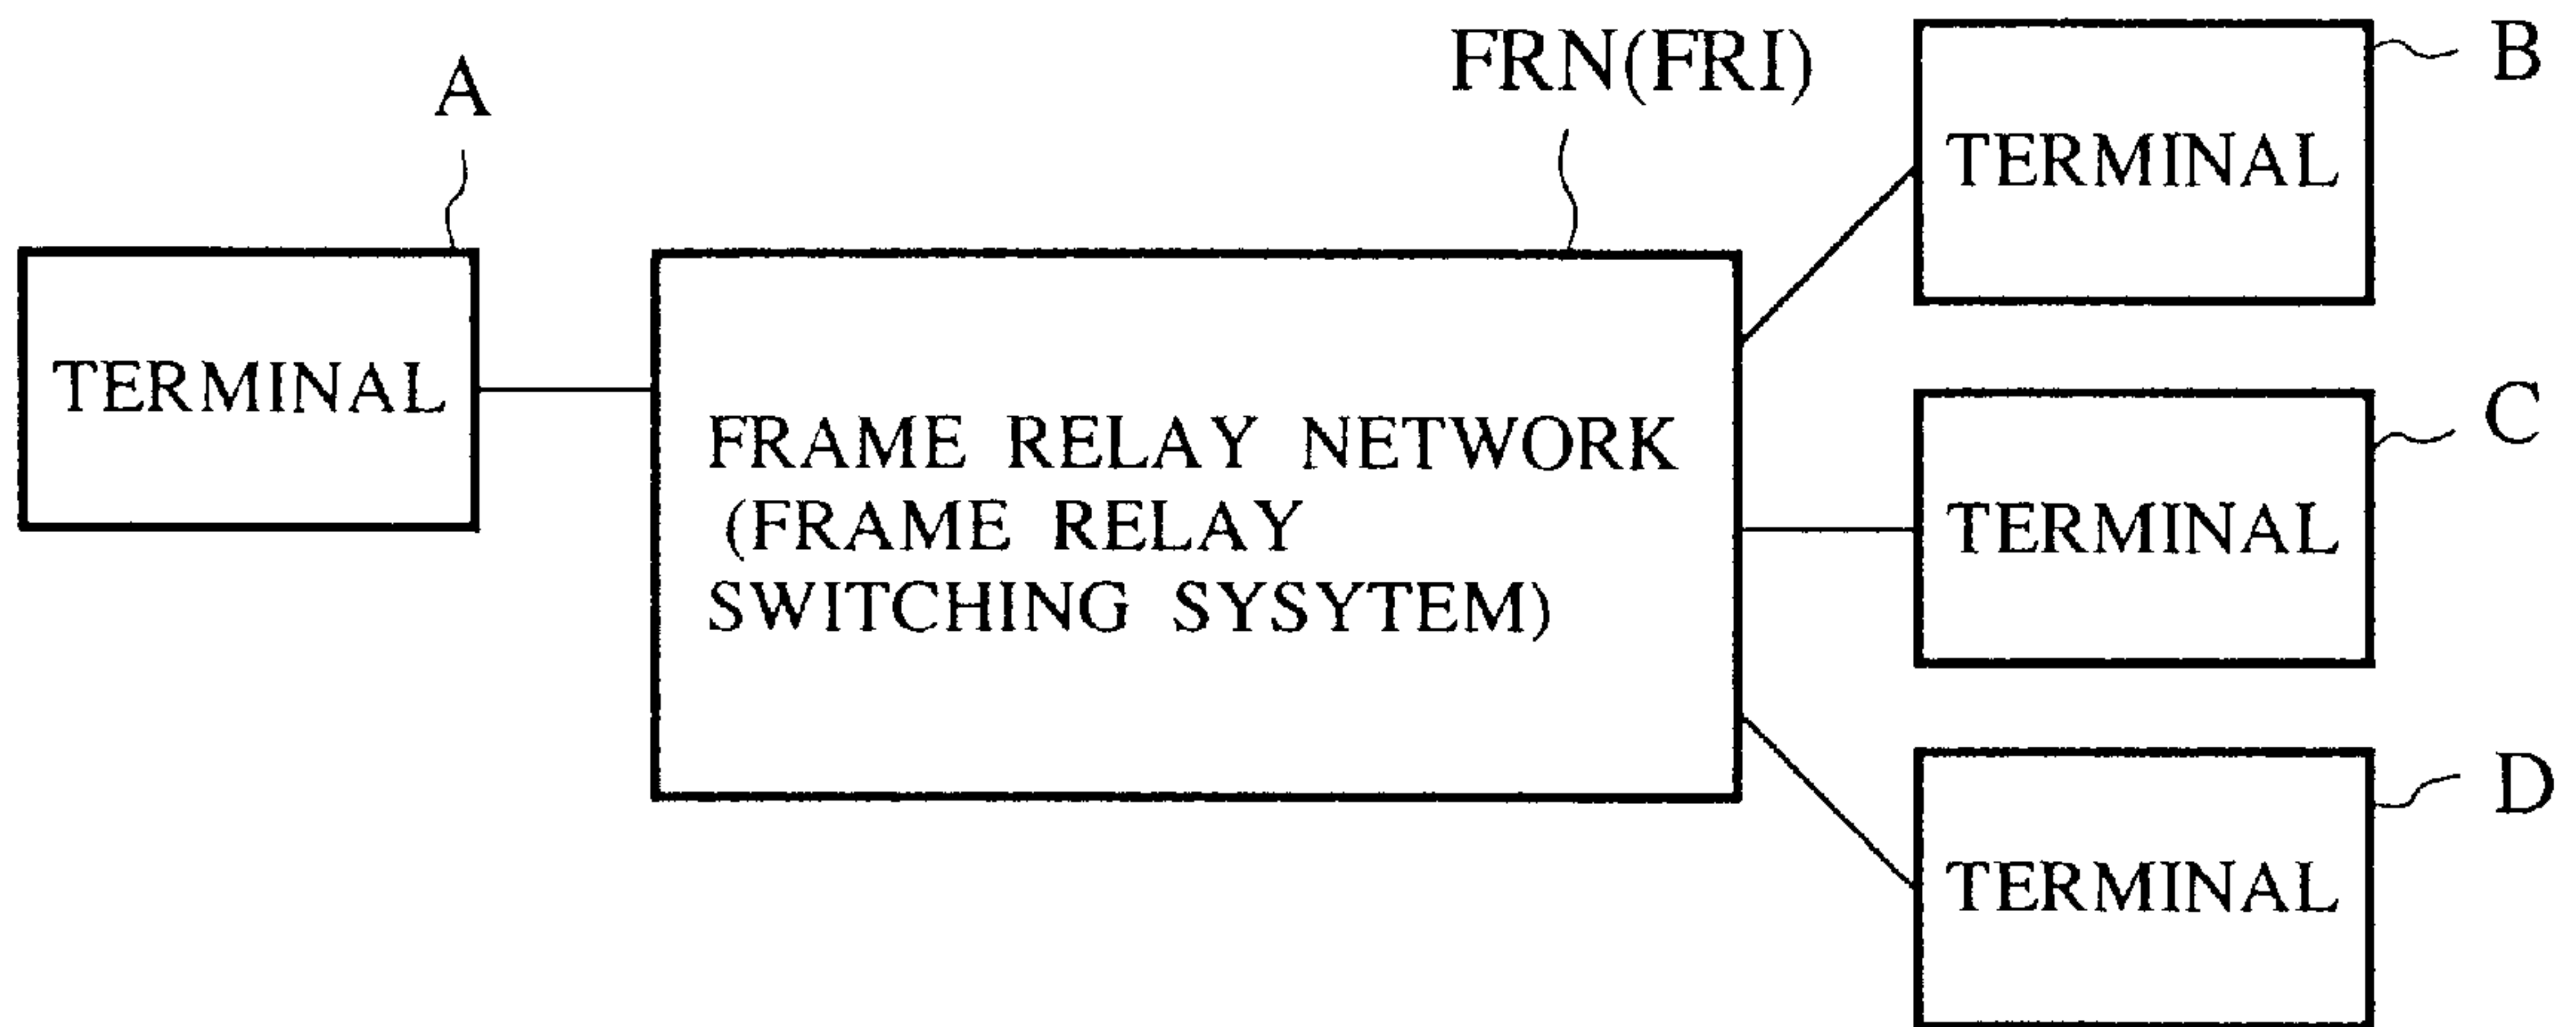 A
TERMINAL
FRN(FRI)
FRAME RELAY NETWORK
(FRAME RELAY
SWITCHING SYSYTEM)
B
TERMINAL
C
TERMINAL
D
TERMINAL